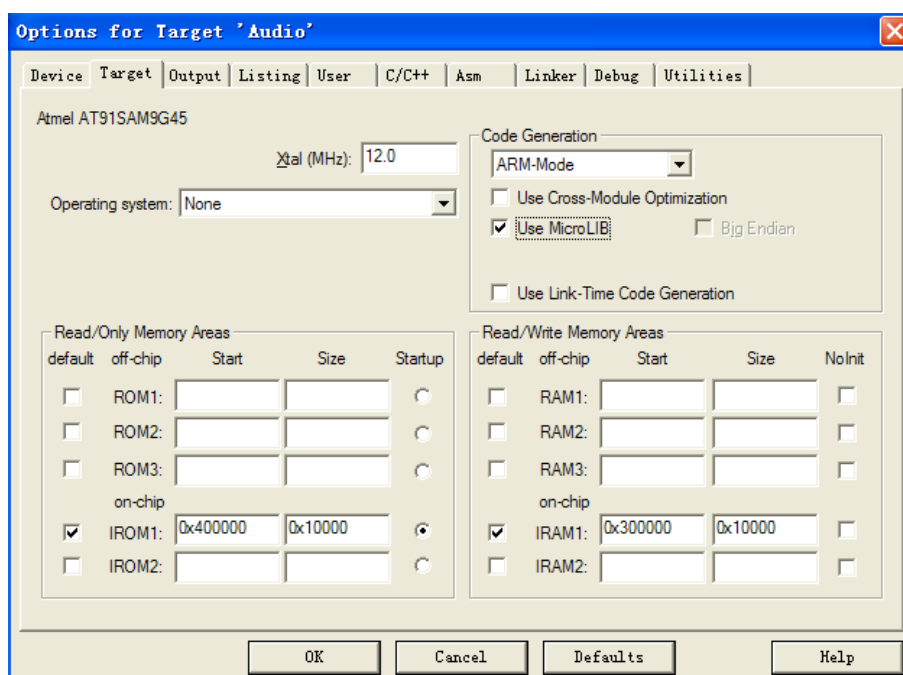 Options for Target 'Audio'
Device Target Output Listing User C/C++ Asm Linker Debug Utilities
Atmel AT91SAM9G45
Xtal (MHz): 12.0
Operating system: None
Code Generation
ARM-Mode
Use Cross-Module Optimization
Use MicroLIB Big Endian
Use Link-Time Code Generation
Read/Only Memory Areas
default off-chip Start Size Startup
ROM1:
ROM2:
ROM3:
on-chip
IROM1: 0x400000 0x10000
IROM2:
Read/Write Memory Areas
default off-chip Start Size NoInit
RAM1:
RAM2:
RAM3:
on-chip
IRAM1: 0x300000 0x10000
IRAM2:
OK Cancel Defaults Help